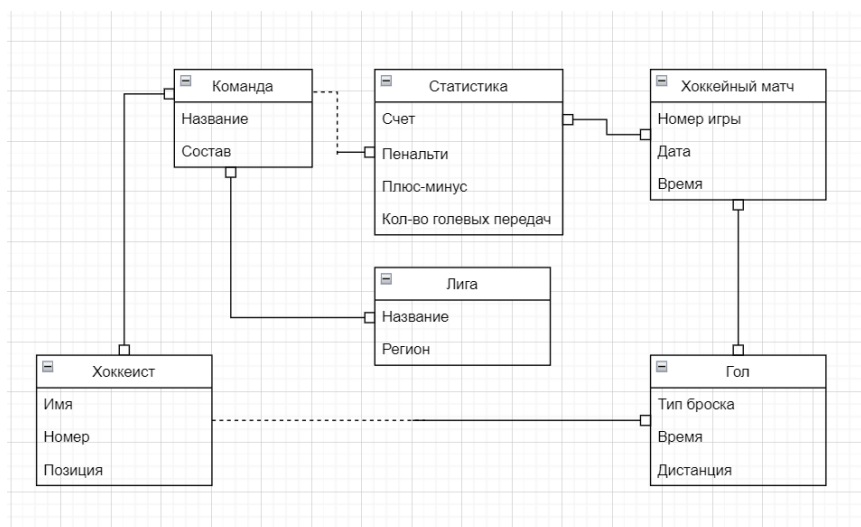 Команда
Название
Состав
Статистика
Счет
Пенальти
Плюс-минус
Кол-во голевых передач
Хоккейный матч
Номер игры
Дата
Время
Лига
Название
Регион
Хоккеист
Имя
Номер
Позиция
Гол
Тип броска
Время
Дистанция